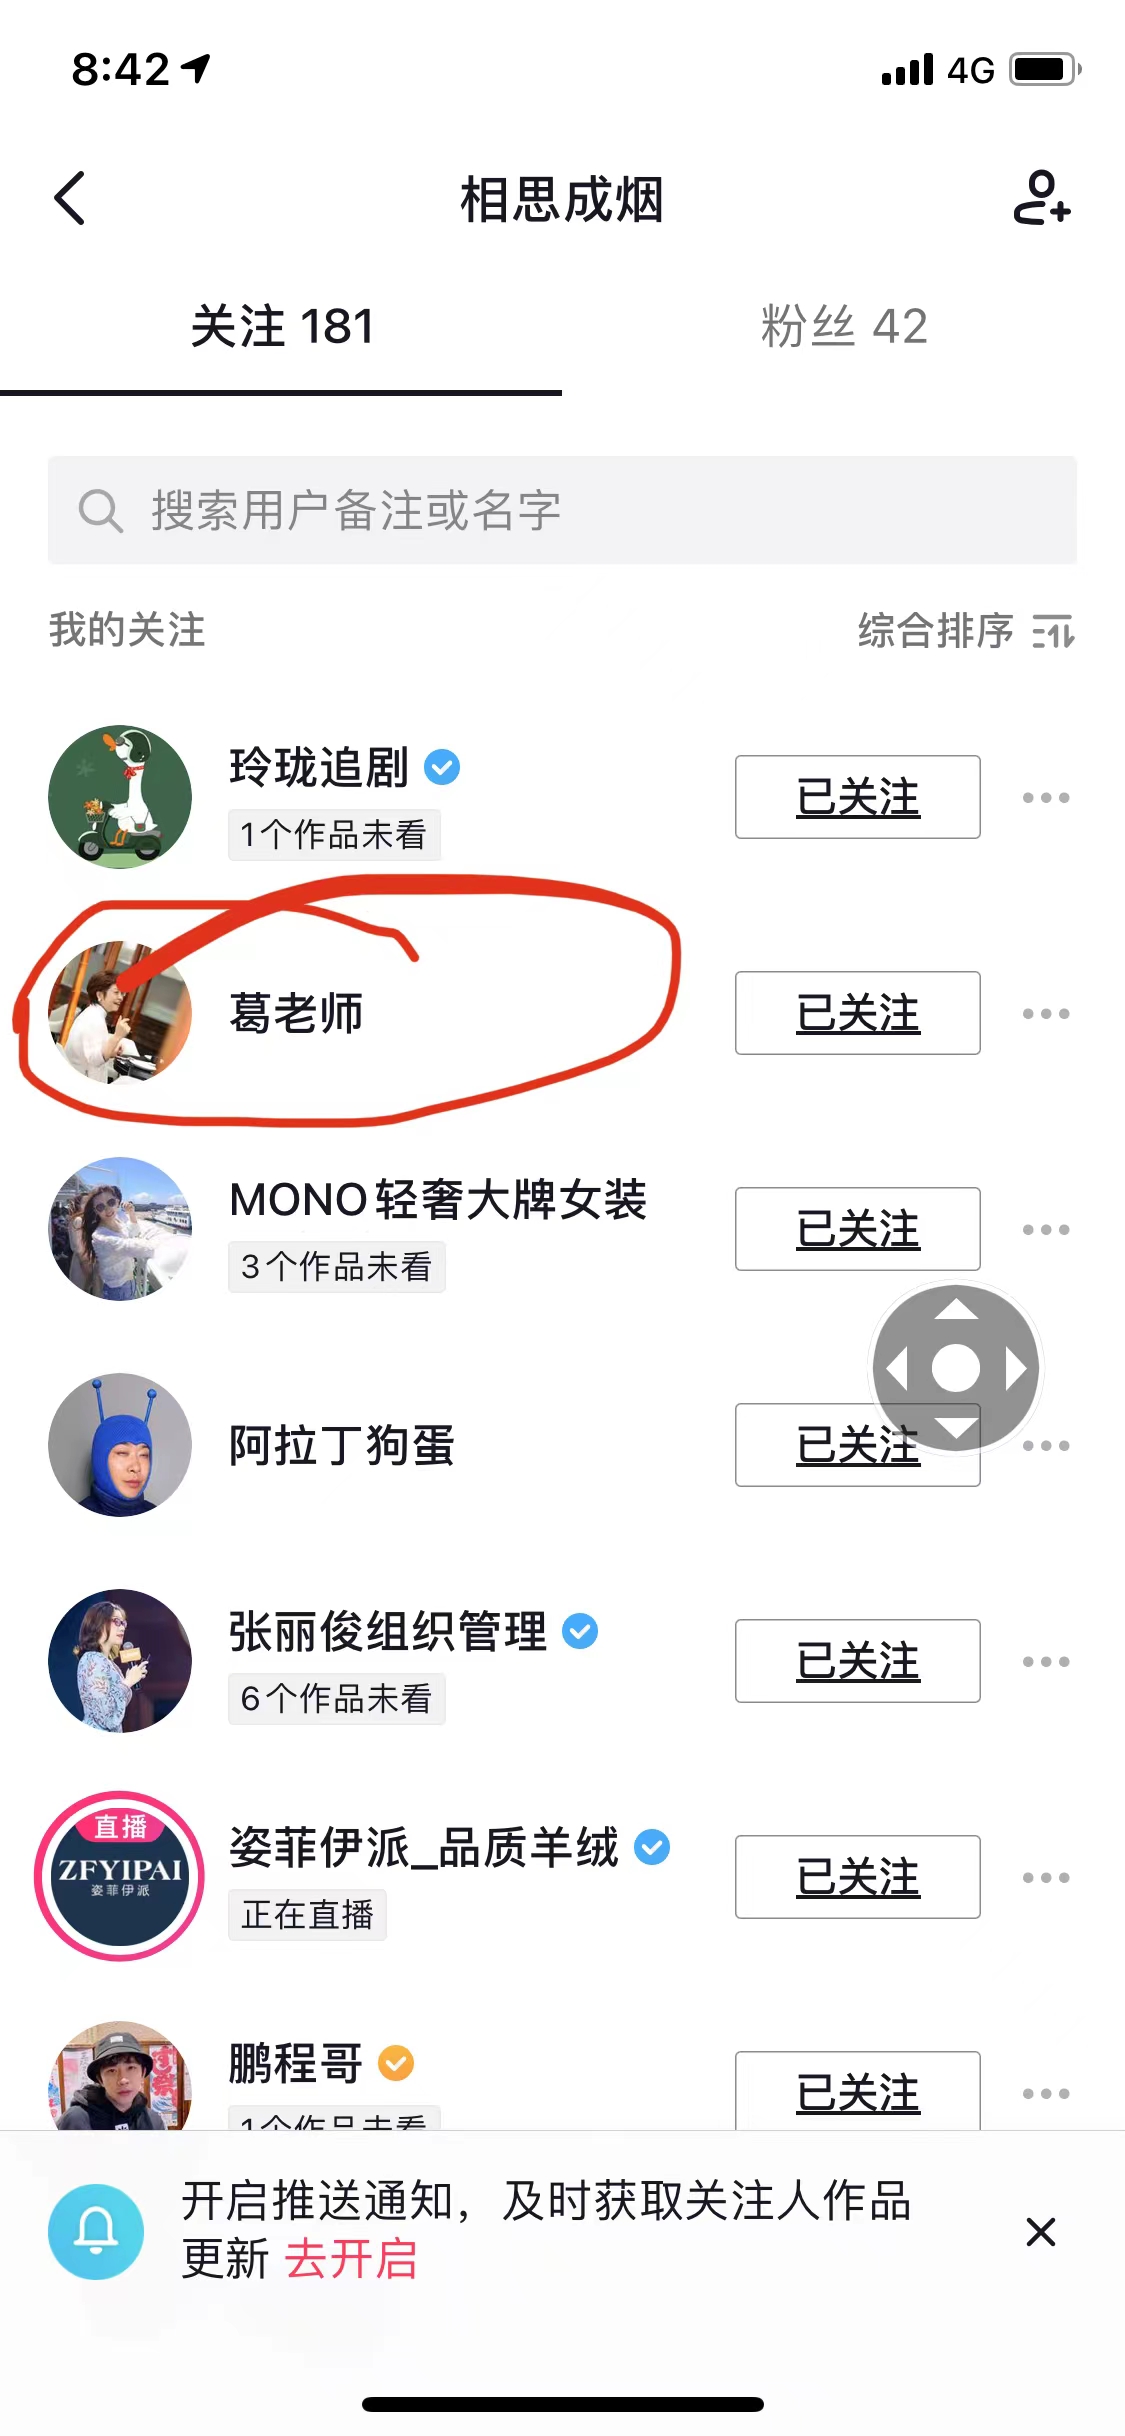 8:42
4G
相思成烟
关注 181
粉丝 42
搜索用户备注或名字
我的关注
综合排序
玲珑追剧
1个作品未看
已关注
葛老师
已关注
MONO轻奢大牌女装
3个作品未看
已关注
阿拉丁狗蛋
已关注
张丽俊组织管理
6个作品未看
已关注
直播
ZFYIPAI
姿菲伊派
姿菲伊派_品质羊绒
正在直播
已关注
鹏程哥
1个作品未看
已关注
开启推送通知，及时获取关注人作品
更新 去开启